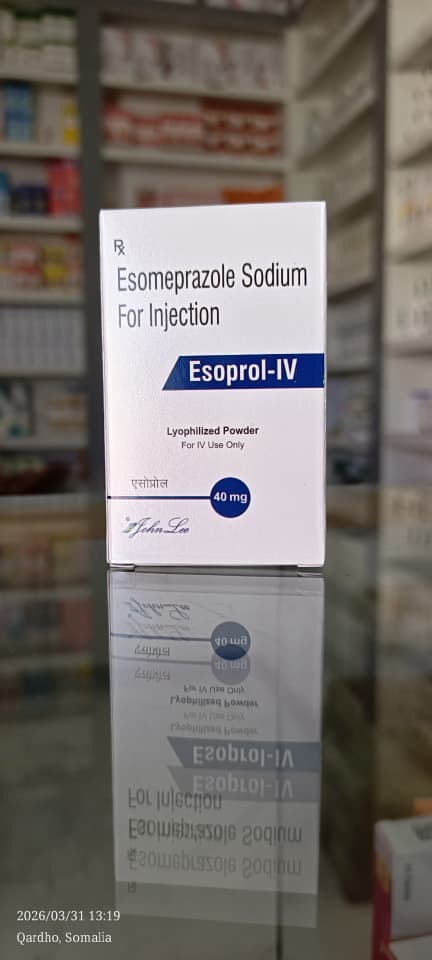 Rx
Esomeprazole Sodium
For Injection
Esoprol-IV
Lyophilized Powder
For IV Use Only
एसोप्रोल
40 mg
John Lee
2026/03/31 13:19
Qardho, Somalia